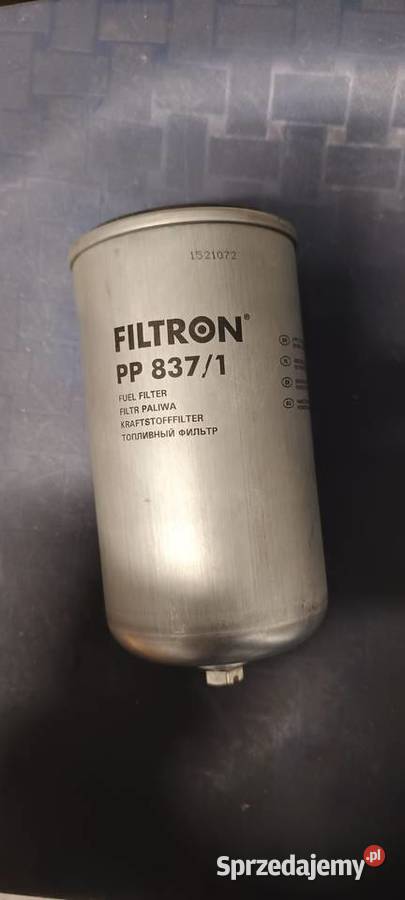 1521072
FILTRON®
PP 837/1
FUEL FILTER
FILTR PALIWA
KRAFTSTOFFFILTER
ТОПЛИВНЫЙ ФИЛЬТР
Sprzedajemy.pl